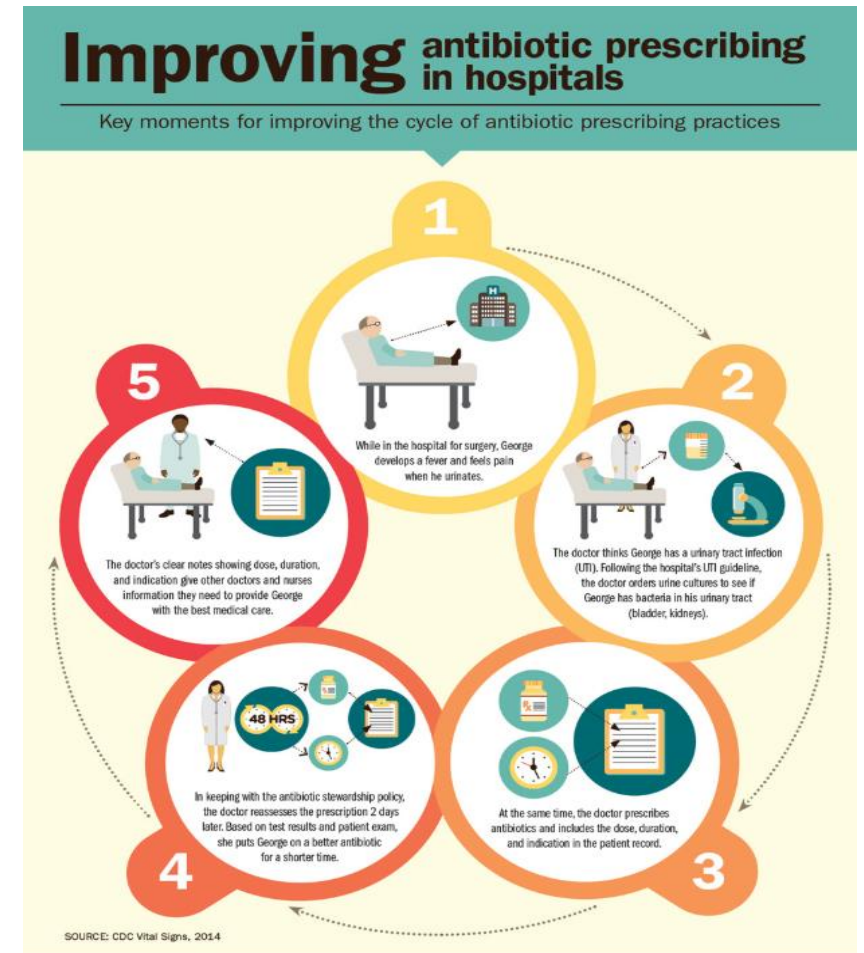 Improving antibiotic prescribing
in hospitals
Key moments for improving the cycle of antibiotic prescribing practices
1
H
While in the hospital for surgery, George
develops a fever and feels pain
when he urinates.
2
The doctor thinks George has a urinary tract infection
(UTI). Following the hospital's UTI guideline,
the doctor orders urine cultures to see if
George has bacteria in his urinary tract
(bladder, kidneys).
3
Rx
At the same time, the doctor prescribes
antibiotics and includes the dose, duration,
and indication in the patient record.
4
48 HRS
In keeping with the antibiotic stewardship policy,
the doctor reassesses the prescription 2 days
later. Based on test results and patient exam,
she puts George on a better antibiotic
for a shorter time.
5
The doctor's clear notes showing dose, duration,
and indication give other doctors and nurses
information they need to provide George
with the best medical care.
SOURCE: CDC Vital Signs, 2014